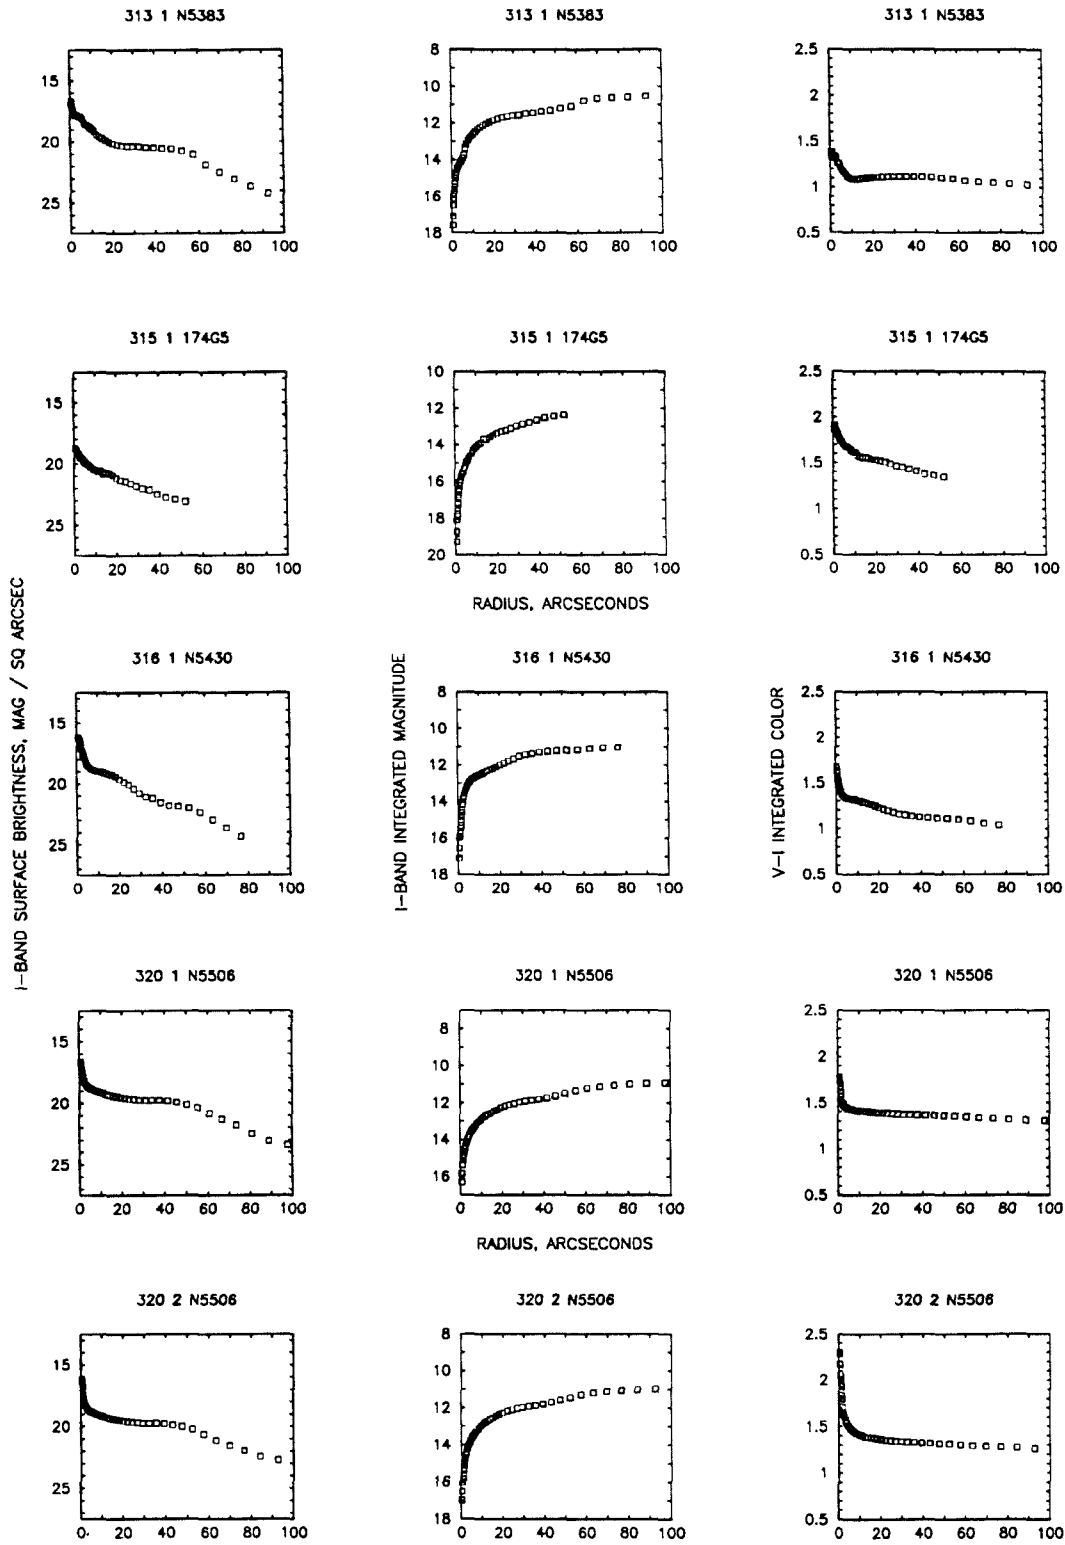 313 1 N5383
313 1 N5383
313 1 N5383
15
20
25
0 20 40 60 80 100
8
10
12
14
16
18
0 20 40 60 80 100
2.5
2
1.5
1
0.5
0 20 40 60 80 100
315 1 174G5
315 1 174G5
315 1 174G5
15
20
25
0 20 40 60 80 100
10
12
14
16
18
20
0 20 40 60 80 100
2.5
2
1.5
1
0.5
0 20 40 60 80 100
RADIUS, ARCSECONDS
I-BAND SURFACE BRIGHTNESS, MAG / SQ ARCSEC
316 1 N5430
316 1 N5430
316 1 N5430
15
20
25
0 20 40 60 80 100
I-BAND INTEGRATED MAGNITUDE
8
10
12
14
16
18
0 20 40 60 80 100
V-I INTEGRATED COLOR
2.5
2
1.5
1
0.5
0 20 40 60 80 100
320 1 N5506
320 1 N5506
320 1 N5506
15
20
25
0 20 40 60 80 100
8
10
12
14
16
0 20 40 60 80 100
2.5
2
1.5
1
0.5
0 20 40 60 80 100
RADIUS, ARCSECONDS
320 2 N5506
320 2 N5506
320 2 N5506
15
20
25
0 20 40 60 80 100
8
10
12
14
16
18
0 20 40 60 80 100
2.5
2
1.5
1
0.5
0 20 40 60 80 100